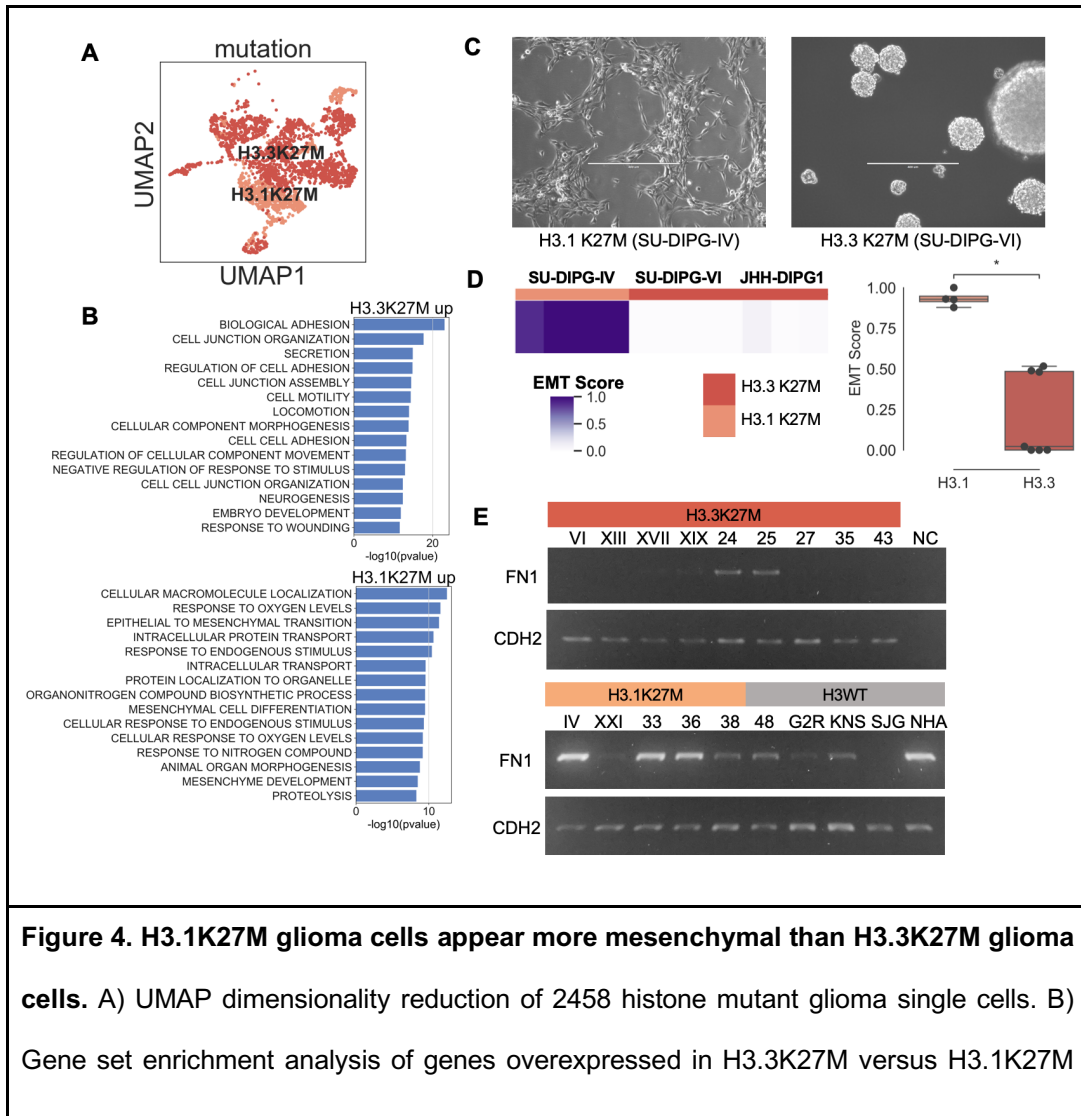 A
mutation
UMAP2
H3.3K27M
H3.1K27M
UMAP1
B
H3.3K27M up
BIOLOGICAL ADHESION
CELL JUNCTION ORGANIZATION
SECRETION
REGULATION OF CELL ADHESION
CELL JUNCTION ASSEMBLY
CELL MOTILITY
LOCOMOTION
CELLULAR COMPONENT MORPHOGENESIS
CELL CELL ADHESION
REGULATION OF CELLULAR COMPONENT MOVEMENT
NEGATIVE REGULATION OF RESPONSE TO STIMULUS
CELL CELL JUNCTION ORGANIZATION
NEUROGENESIS
EMBRYO DEVELOPMENT
RESPONSE TO WOUNDING
0 20
-log10(pvalue)
H3.1K27M up
CELLULAR MACROMOLECULE LOCALIZATION
RESPONSE TO OXYGEN LEVELS
EPITHELIAL TO MESENCHYMAL TRANSITION
INTRACELLULAR PROTEIN TRANSPORT
RESPONSE TO ENDOGENOUS STIMULUS
INTRACELLULAR TRANSPORT
PROTEIN LOCALIZATION TO ORGANELLE
ORGANONITROGEN COMPOUND BIOSYNTHETIC PROCESS
MESENCHYMAL CELL DIFFERENTIATION
CELLULAR RESPONSE TO ENDOGENOUS STIMULUS
CELLULAR RESPONSE TO OXYGEN LEVELS
RESPONSE TO NITROGEN COMPOUND
ANIMAL ORGAN MORPHOGENESIS
MESENCHYME DEVELOPMENT
PROTEOLYSIS
0 10
-log10(pvalue)
C
H3.1 K27M (SU-DIPG-IV)
H3.3 K27M (SU-DIPG-VI)
D
SU-DIPG-IV SU-DIPG-VI JHH-DIPG1
EMT Score
1.0
0.5
0.0
H3.3 K27M
H3.1 K27M
*
EMT Score
1.00
0.75
0.50
0.25
0.00
H3.1 H3.3
E
H3.3K27M
VI XIII XVII XIX 24 25 27 35 43 NC
FN1
CDH2
H3.1K27M H3WT
IV XXI 33 36 38 48 G2R KNS SJG NHA
FN1
CDH2
Figure 4. H3.1K27M glioma cells appear more mesenchymal than H3.3K27M glioma
cells. A) UMAP dimensionality reduction of 2458 histone mutant glioma single cells. B)
Gene set enrichment analysis of genes overexpressed in H3.3K27M versus H3.1K27M